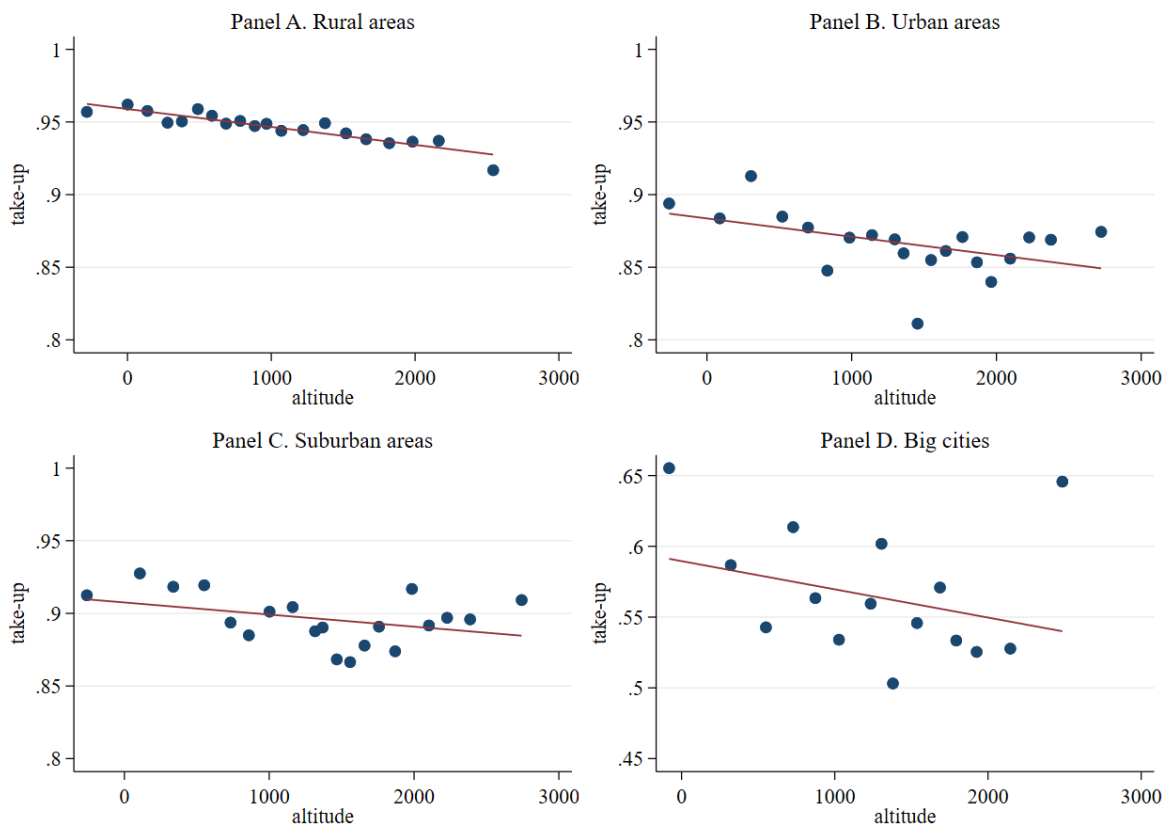 Panel A. Rural areas
1
.95
.9
.85
.8
take-up
0 1000 2000 3000
altitude
Panel B. Urban areas
1
.95
.9
.85
.8
take-up
0 1000 2000 3000
altitude
Panel C. Suburban areas
1
.95
.9
.85
.8
take-up
0 1000 2000 3000
altitude
Panel D. Big cities
.65
.6
.55
.5
.45
take-up
0 1000 2000 3000
altitude